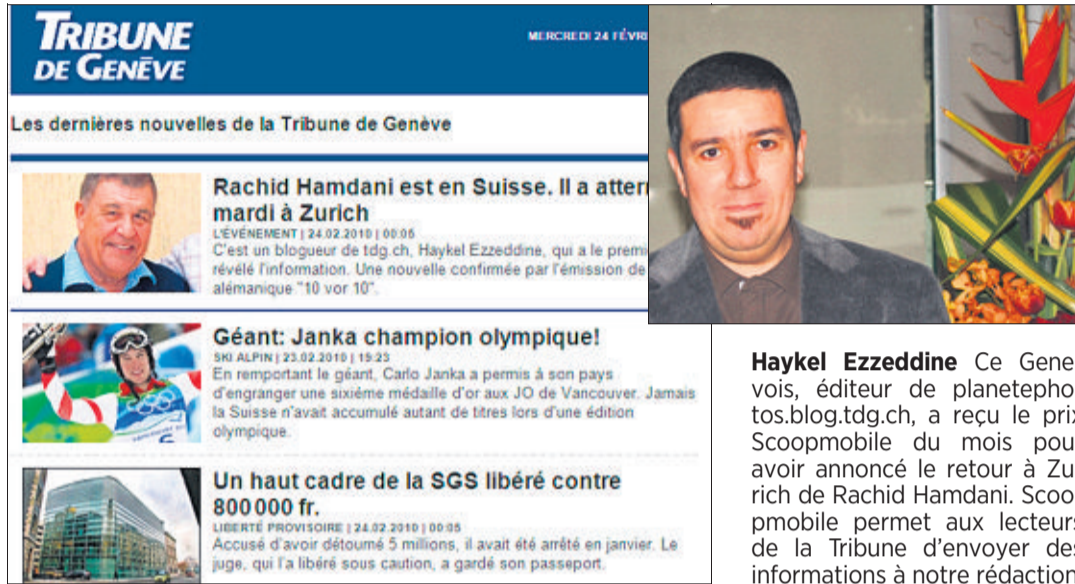 TRIBUNE
DE GENÈVE
MERCREDI 24 FÉVRI
Les dernières nouvelles de la Tribune de Genève
Rachid Hamdani est en Suisse. Il a atterr
mardi à Zurich
L'ÉVÉNEMENT | 24.02.2010 | 00:05
C'est un blogueur de tdg.ch, Haykel Ezzeddine, qui a le premi
révélé l'information. Une nouvelle confirmée par l'émission de
alémanique "10 vor 10".
Géant: Janka champion olympique!
SKI ALPIN | 23.02.2010 | 19:23
En remportant le géant, Carlo Janka a permis à son pays
d'engranger une sixième médaille d'or aux JO de Vancouver. Jamais
la Suisse n'avait accumulé autant de titres lors d'une édition
olympique.
Un haut cadre de la SGS libéré contre
800 000 fr.
LIBERTÉ PROVISOIRE | 24.02.2010 | 00:05
Accusé d'avoir détourné 5 millions, il avait été arrêté en janvier. Le
juge, qui l'a libéré sous caution, a gardé son passeport.
Haykel Ezzeddine Ce Gene
vois, éditeur de planetepho
tos.blog.tdg.ch, a reçu le prix
Scoopmobile du mois pour
avoir annoncé le retour à Zu
rich de Rachid Hamdani. Scoo
pmobile permet aux lecteurs
de la Tribune d'envoyer des
informations à notre rédaction